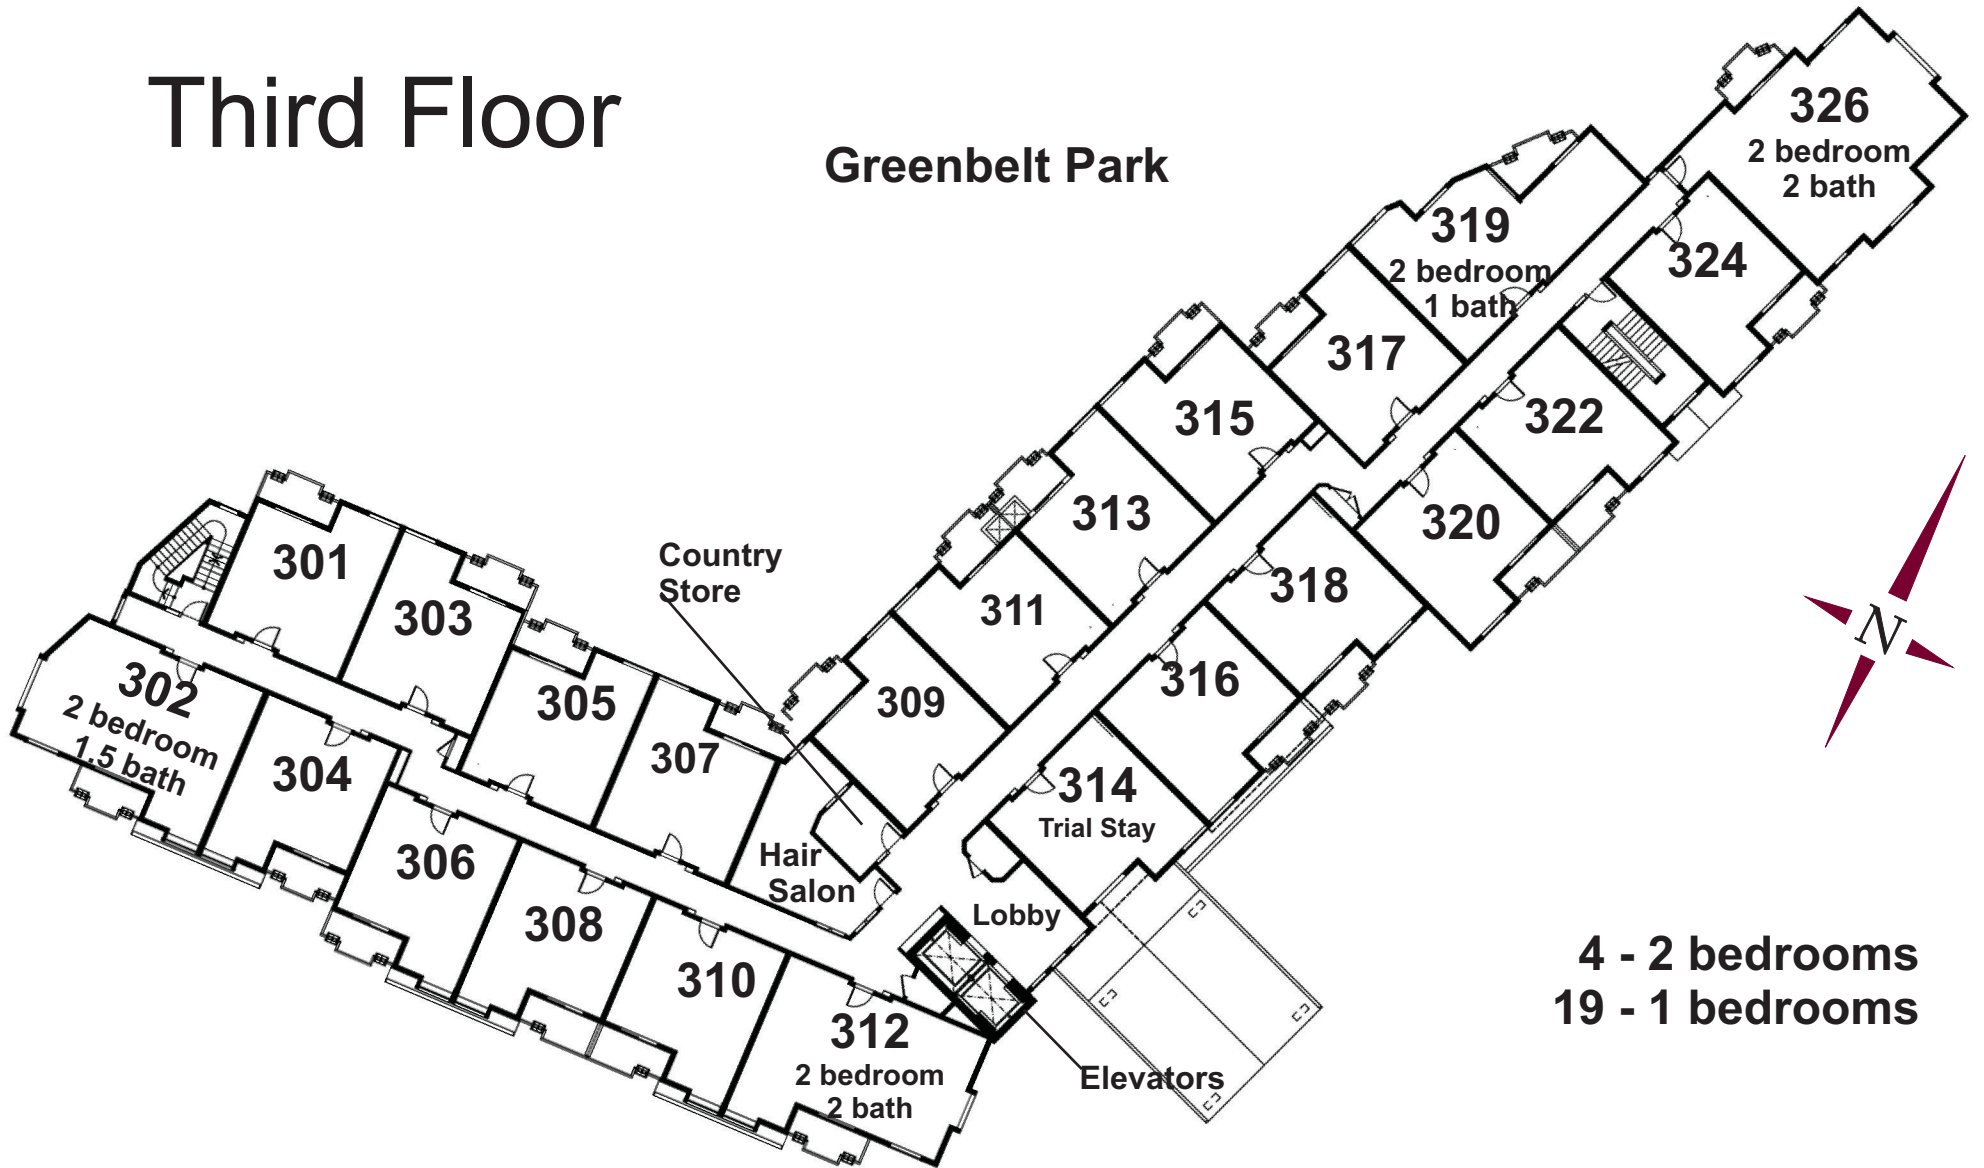 Third Floor
Greenbelt Park
326
2 bedroom
2 bath
319
2 bedroom
1 bath
324
317
315
322
313
320
311
318
309
316
314
Trial Stay
Country
Store
301
303
305
307
302
2 bedroom
1.5 bath
304
306
308
310
312
2 bedroom
2 bath
Hair
Salon
Lobby
Elevators
N
4 - 2 bedrooms
19 - 1 bedrooms